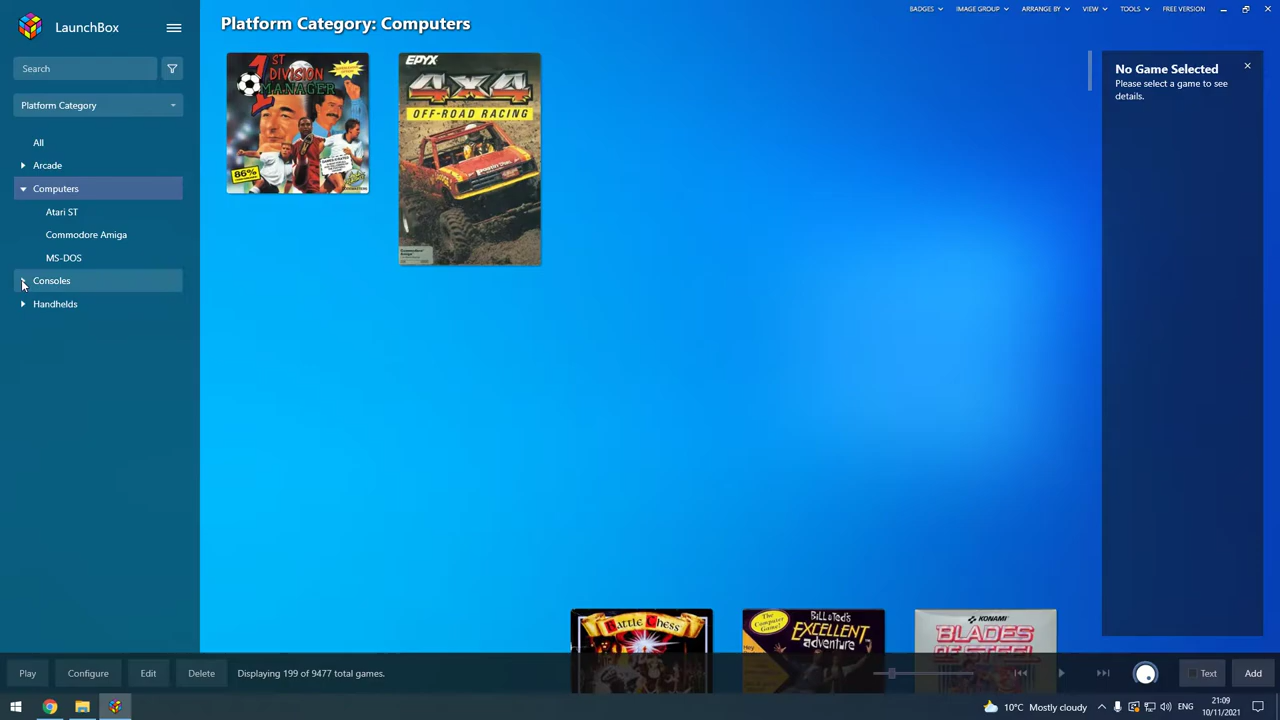 LaunchBox
Platform Category: Computers
BADGES
IMAGE GROUP
ARRANGE BY
VIEW
TOOLS
FREE VERSION
Search
Platform Category
All
Arcade
Computers
Atari ST
Commodore Amiga
MS-DOS
Consoles
Handhelds
1ST
DIVISION
MANAGER
86%
EPYX
4X4
OFF-ROAD RACING
No Game Selected
Please select a game to see
details.
BATTLE CHESS
The
Computer
Game!
BILL & TED'S
EXCELLENT
adventure
KONAMI
BLADES
OF STEEL
Play
Configure
Edit
Delete
Displaying 199 of 9477 total games.
Text
Add
10°C Mostly cloudy
21:09
10/11/2021